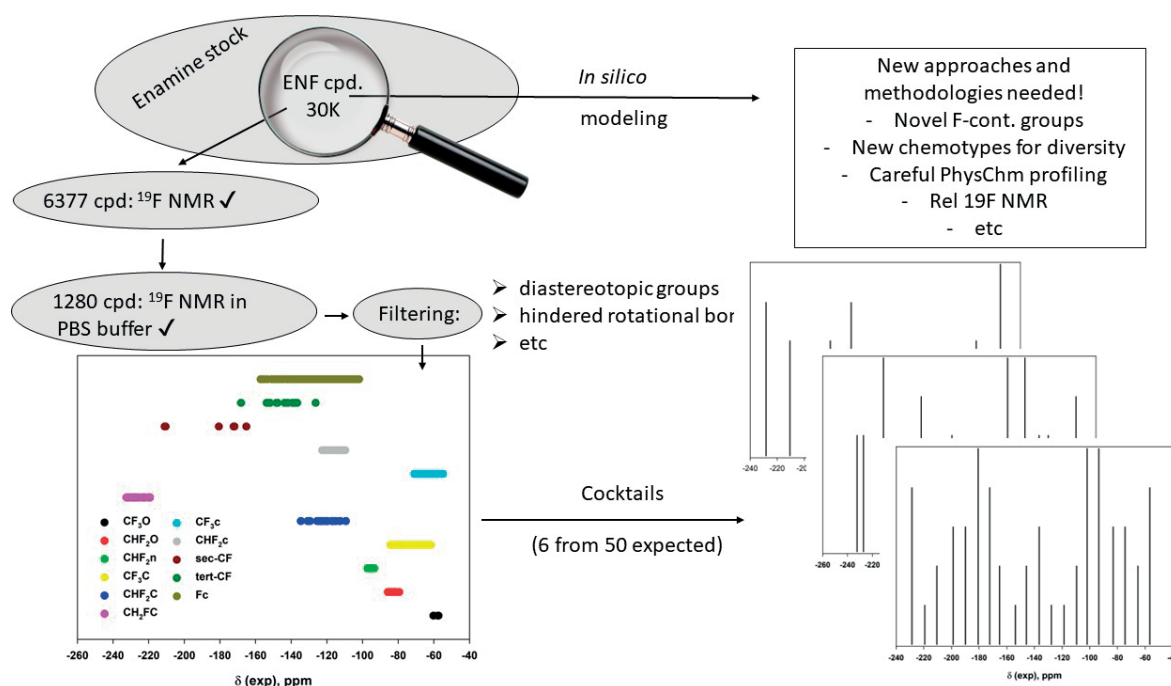 Enamine stock
ENF cpd.
30K
In silico
modeling
New approaches and
methodologies needed!
- Novel F-cont. groups
- New chemotypes for diversity
- Careful PhysChm profiling
- Rel 19F NMR
- etc
6377 cpd: ¹⁹F NMR ✓
1280 cpd: ¹⁹F NMR in
PBS buffer ✓
Filtering:
➢ diastereotopic groups
➢ hindered rotational bor
➢ etc
CF₃O
CHF₂O
CHF₂n
CF₃C
CHF₂C
CH₂FC
CF₃c
CHF₂c
sec-CF
tert-CF
Fc
-260 -240 -220 -200 -180 -160 -140 -120 -100 -80 -60 -40
δ (exp), ppm
Cocktails
(6 from 50 expected)
-240 -220 -2
-260 -240 -220
-240 -220 -200 -180 -160 -140 -120 -100 -80 -60 -4
δ (exp), ppm